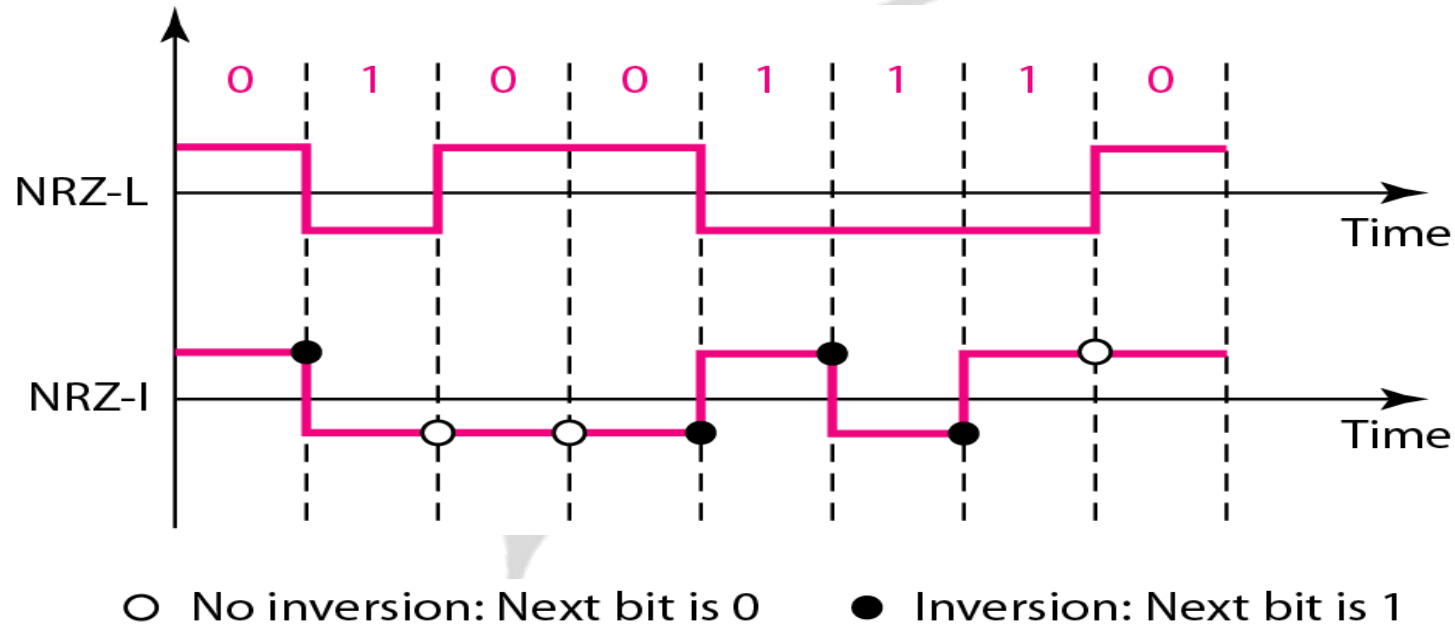 0 1 0 0 1 1 1 0
NRZ-L
Time
NRZ-I
Time
No inversion: Next bit is 0 Inversion: Next bit is 1